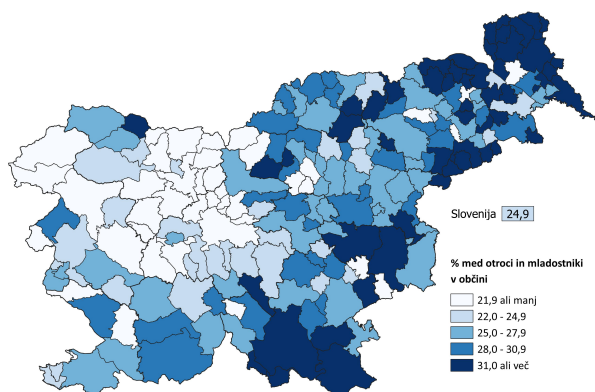 Slovenija 24,9
% med otroci in mladostniki
v občini
21,9 ali manj
22,0 - 24,9
25,0 - 27,9
28,0 - 30,9
31,0 ali več